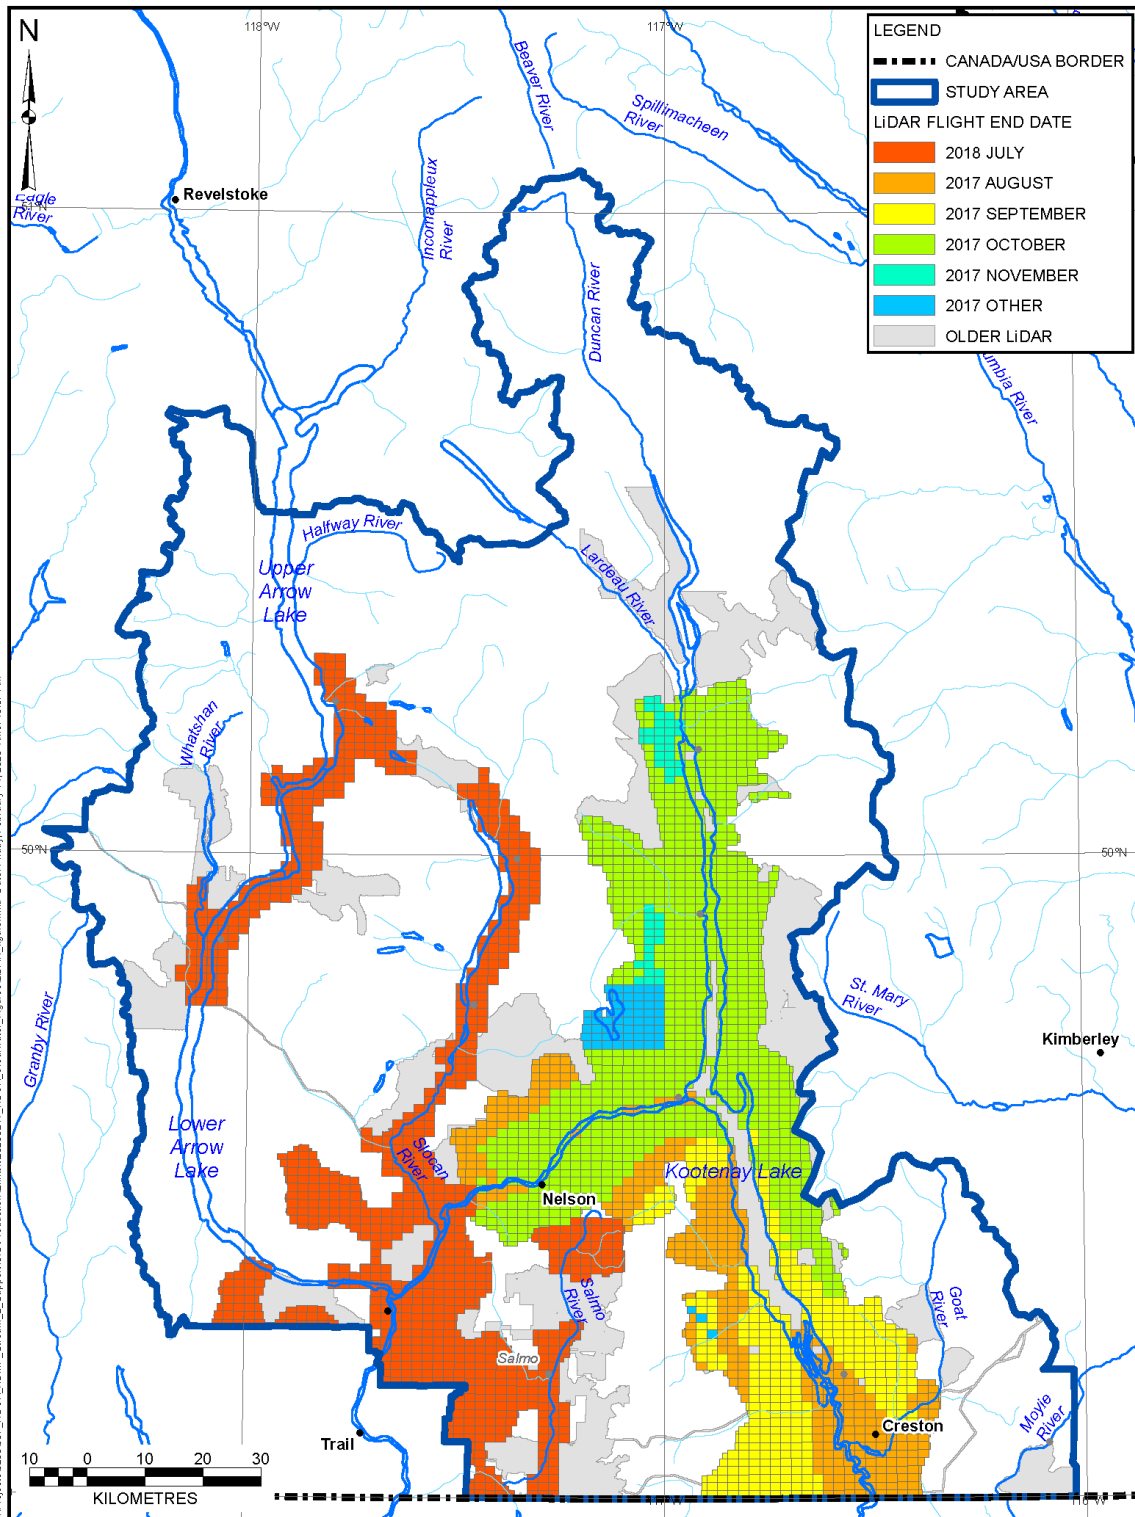 N
118°W
117°W
LEGEND
CANADA/USA BORDER
STUDY AREA
LiDAR FLIGHT END DATE
2018 JULY
2017 AUGUST
2017 SEPTEMBER
2017 OCTOBER
2017 NOVEMBER
2017 OTHER
OLDER LiDAR
Beaver River
Spillimacheen
River
Revelstoke
Eagle
River
51°N
Incomappleux
River
Duncan River
umbia River
Halfway River
Upper
Arrow
Lake
Lardeau River
Whatshan
River
50°N
50°N
St. Mary
River
Kimberley
Granby River
Lower
Arrow
Lake
Slocan
River
Kootenay Lake
Nelson
Salmo
River
Goat
River
Salmo
Creston
Moyie
River
Trail
10 0 10 20 30
KILOMETRES